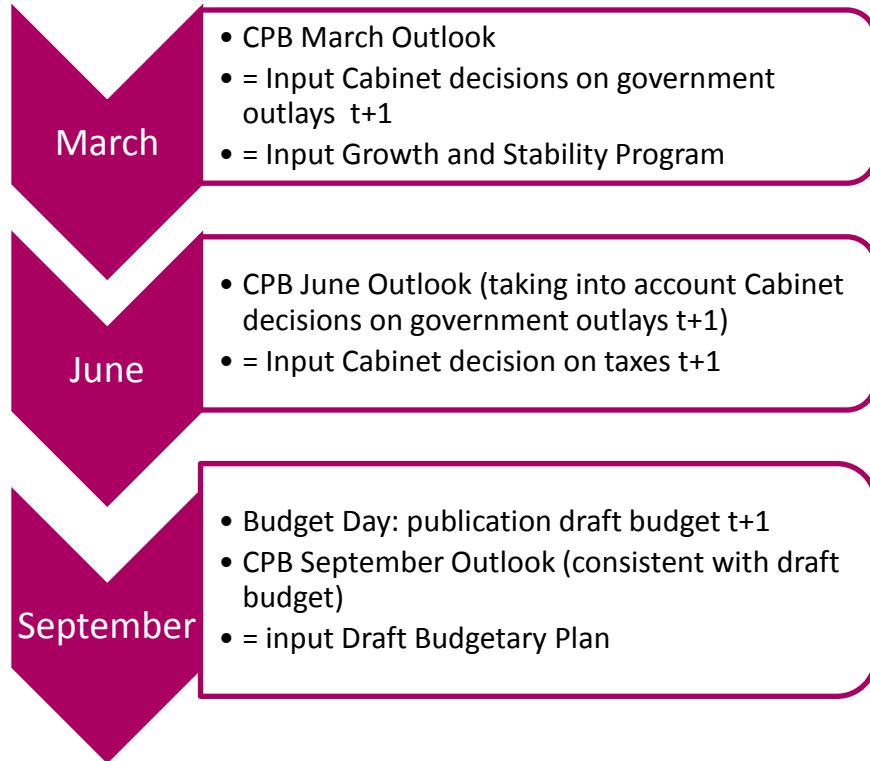 March
• CPB March Outlook
• = Input Cabinet decisions on government
outlays  t+1
• = Input Growth and Stability Program
June
• CPB June Outlook (taking into account Cabinet
decisions on government outlays t+1)
• = Input Cabinet decision on taxes t+1
September
• Budget Day: publication draft budget t+1
• CPB September Outlook (consistent with draft
budget)
• = input Draft Budgetary Plan